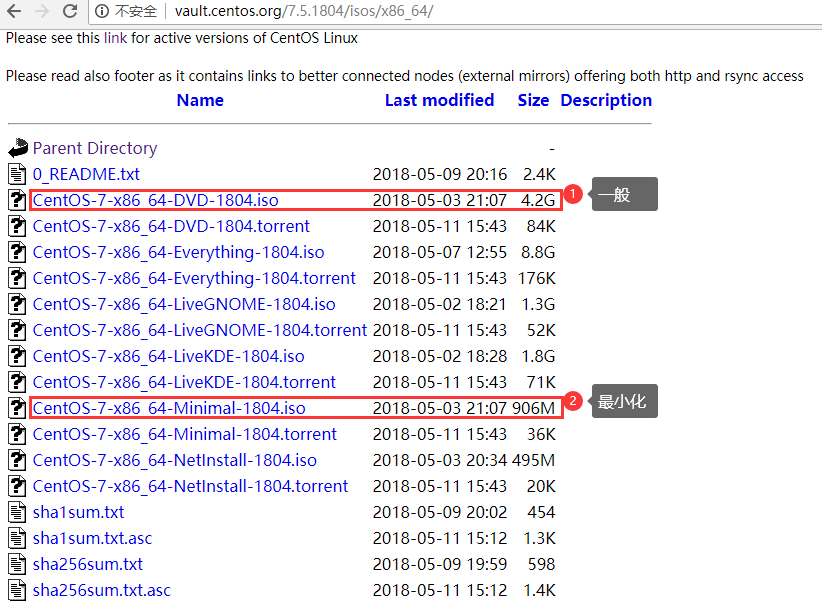 不安全 vault.centos.org/7.5.1804/isos/x86_64/
Please see this link for active versions of CentOS Linux
Please read also footer as it contains links to better connected nodes (external mirrors) offering both http and rsync access
Name Last modified Size Description
Parent Directory -
0_README.txt 2018-05-09 20:16 2.4K
CentOS-7-x86_64-DVD-1804.iso 2018-05-03 21:07 4.2G 1 一般
CentOS-7-x86_64-DVD-1804.torrent 2018-05-11 15:43 84K
CentOS-7-x86_64-Everything-1804.iso 2018-05-07 12:55 8.8G
CentOS-7-x86_64-Everything-1804.torrent 2018-05-11 15:43 176K
CentOS-7-x86_64-LiveGNOME-1804.iso 2018-05-02 18:21 1.3G
CentOS-7-x86_64-LiveGNOME-1804.torrent 2018-05-11 15:43 52K
CentOS-7-x86_64-LiveKDE-1804.iso 2018-05-02 18:28 1.8G
CentOS-7-x86_64-LiveKDE-1804.torrent 2018-05-11 15:43 71K
CentOS-7-x86_64-Minimal-1804.iso 2018-05-03 21:07 906M 2 最小化
CentOS-7-x86_64-Minimal-1804.torrent 2018-05-11 15:43 36K
CentOS-7-x86_64-NetInstall-1804.iso 2018-05-03 20:34 495M
CentOS-7-x86_64-NetInstall-1804.torrent 2018-05-11 15:43 20K
sha1sum.txt 2018-05-09 20:02 454
sha1sum.txt.asc 2018-05-11 15:12 1.3K
sha256sum.txt 2018-05-09 19:59 598
sha256sum.txt.asc 2018-05-11 15:12 1.4K